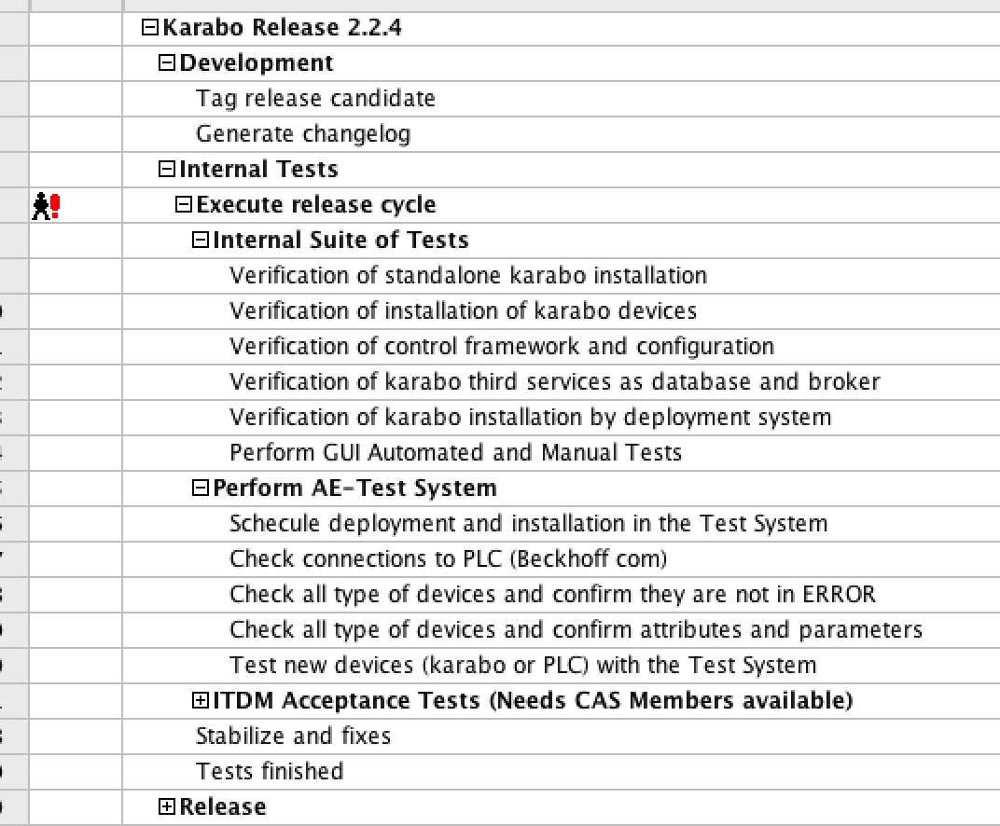 Karabo Release 2.2.4
Development
Tag release candidate
Generate changelog
Internal Tests
Execute release cycle
Internal Suite of Tests
Verification of standalone karabo installation
Verification of installation of karabo devices
Verification of control framework and configuration
Verification of karabo third services as database and broker
Verification of karabo installation by deployment system
Perform GUI Automated and Manual Tests
Perform AE-Test System
Schecule deployment and installation in the Test System
Check connections to PLC (Beckhoff com)
Check all type of devices and confirm they are not in ERROR
Check all type of devices and confirm attributes and parameters
Test new devices (karabo or PLC) with the Test System
ITDM Acceptance Tests (Needs CAS Members available)
Stabilize and fixes
Tests finished
Release